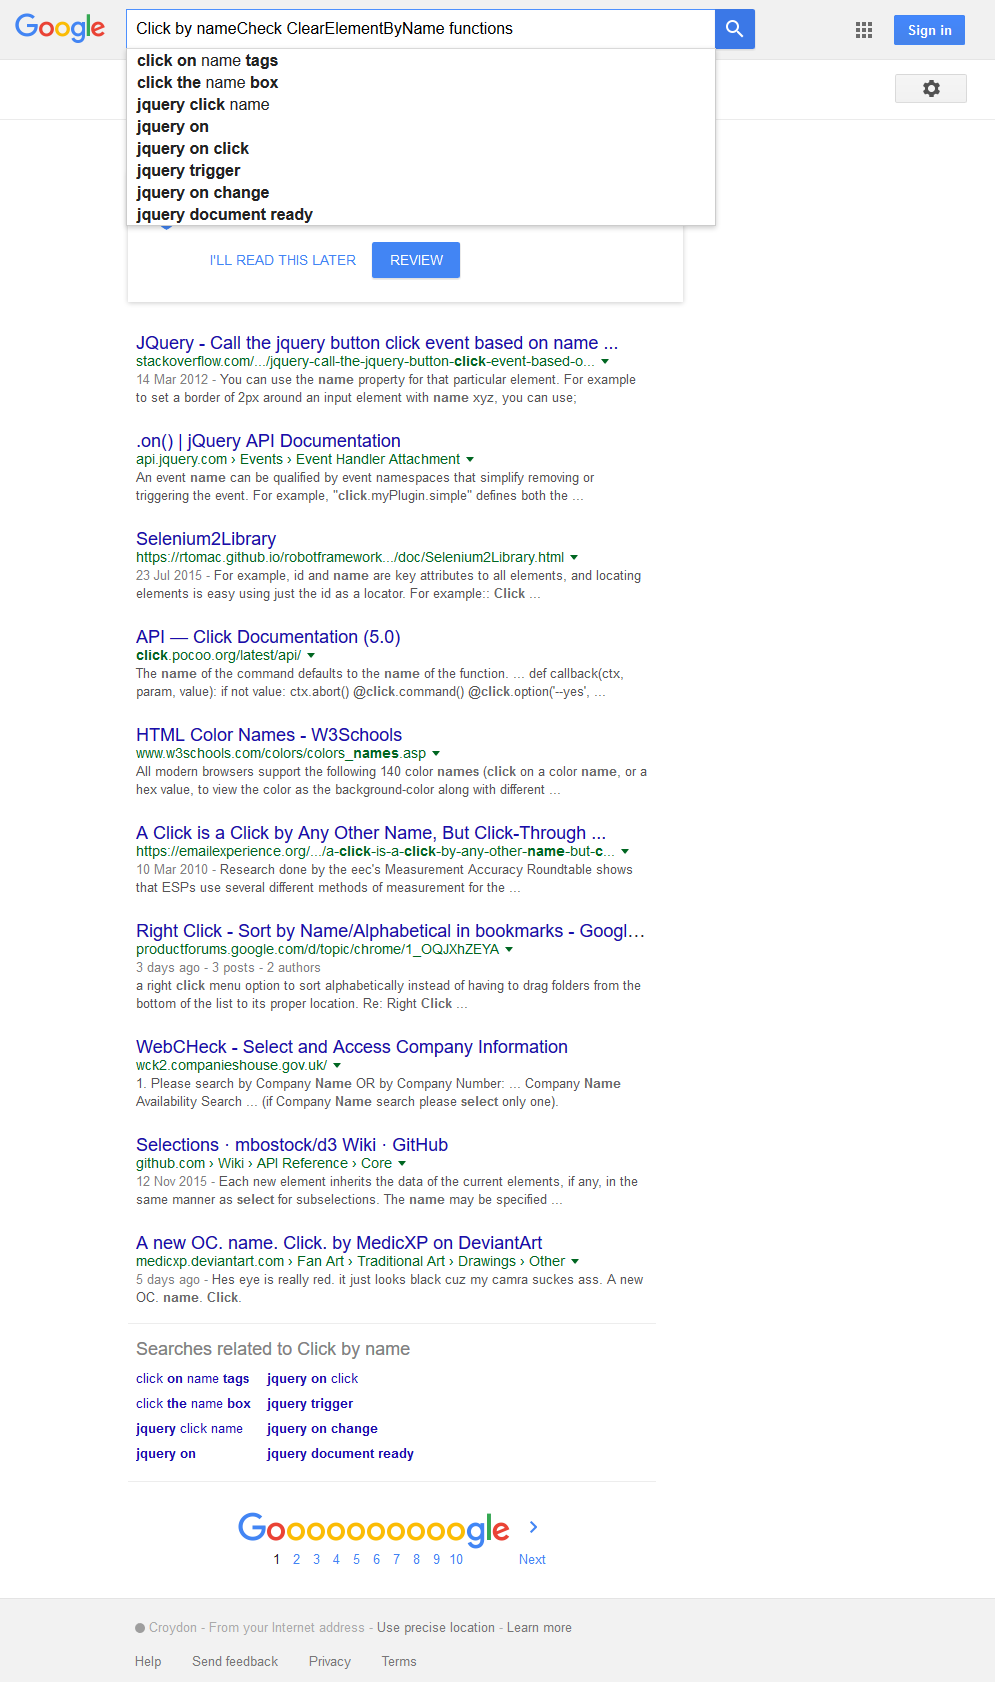 Google
Click by nameCheck ClearElementByName functions
Sign in
click on name tags
click the name box
jquery click name
jquery on
jquery on click
jquery trigger
jquery on change
jquery document ready
I'LL READ THIS LATER REVIEW
JQuery - Call the jquery button click event based on name ...
stackoverflow.com/.../jquery-call-the-jquery-button-click-event-based-o...
14 Mar 2012 - You can use the name property for that particular element. For example
to set a border of 2px around an input element with name xyz, you can use;
.on() | jQuery API Documentation
api.jquery.com › Events › Event Handler Attachment
An event name can be qualified by event namespaces that simplify removing or
triggering the event. For example, "click.myPlugin.simple" defines both the ...
Selenium2Library
https://rtomac.github.io/robotframework.../doc/Selenium2Library.html
23 Jul 2015 - For example, id and name are key attributes to all elements, and locating
elements is easy using just the id as a locator. For example:: Click ...
API — Click Documentation (5.0)
click.pocoo.org/latest/api/
The name of the command defaults to the name of the function. ... def callback(ctx,
param, value): if not value: ctx.abort() @click.command() @click.option('--yes', ...
HTML Color Names - W3Schools
www.w3schools.com/colors/colors_names.asp
All modern browsers support the following 140 color names (click on a color name, or a
hex value, to view the color as the background-color along with different ...
A Click is a Click by Any Other Name, But Click-Through ...
https://emailexperience.org/.../a-click-is-a-click-by-any-other-name-but-c...
10 Mar 2010 - Research done by the eec's Measurement Accuracy Roundtable shows
that ESPs use several different methods of measurement for the ...
Right Click - Sort by Name/Alphabetical in bookmarks - Googl...
productforums.google.com/d/topic/chrome/1_OQJXhZEYA
3 days ago - 3 posts - 2 authors
a right click menu option to sort alphabetically instead of having to drag folders from the
bottom of the list to its proper location. Re: Right Click ...
WebCHeck - Select and Access Company Information
wck2.companieshouse.gov.uk/
1. Please search by Company Name OR by Company Number: ... Company Name
Availability Search ... (if Company Name search please select only one).
Selections · mbostock/d3 Wiki · GitHub
github.com › Wiki › API Reference › Core
12 Nov 2015 - Each new element inherits the data of the current elements, if any, in the
same manner as select for subselections. The name may be specified ...
A new OC. name. Click. by MedicXP on DeviantArt
medicxp.deviantart.com › Fan Art › Traditional Art › Drawings › Other
5 days ago - Hes eye is really red. it just looks black cuz my camra suckes ass. A new
OC. name. Click.
Searches related to Click by name
click on name tags jquery on click
click the name box jquery trigger
jquery click name jquery on change
jquery on jquery document ready
Goooooooooogle
1 2 3 4 5 6 7 8 9 10 Next
Croydon - From your Internet address - Use precise location - Learn more
Help Send feedback Privacy Terms